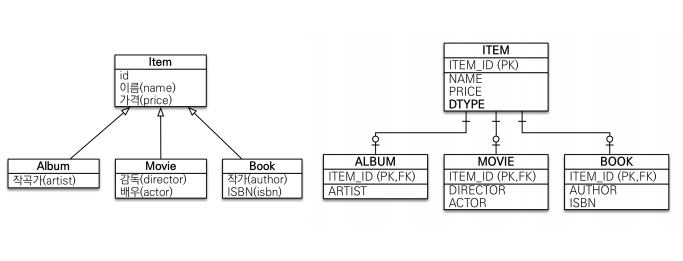 Item
id
이름(name)
가격(price)
Album
작곡가(artist)
Movie
감독(director)
배우(actor)
Book
작가(author)
ISBN(isbn)
ITEM
ITEM_ID (PK)
NAME
PRICE
DTYPE
ALBUM
ITEM_ID (PK,FK)
ARTIST
MOVIE
ITEM_ID (PK,FK)
DIRECTOR
ACTOR
BOOK
ITEM_ID (PK,FK)
AUTHOR
ISBN